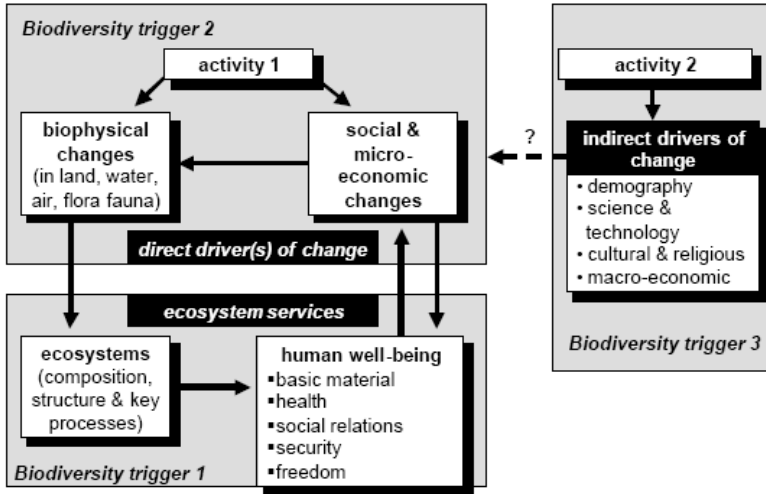 Biodiversity trigger 2
activity 1
biophysical
changes
(in land, water,
air, flora fauna)
social &
micro-
economic
changes
direct driver(s) of change
?
activity 2
indirect drivers of
change
• demography
• science &
technology
• cultural & religious
• macro-economic
Biodiversity trigger 3
ecosystem services
ecosystems
(composition,
structure & key
processes)
human well-being
▪basic material
▪health
▪social relations
▪security
▪freedom
Biodiversity trigger 1